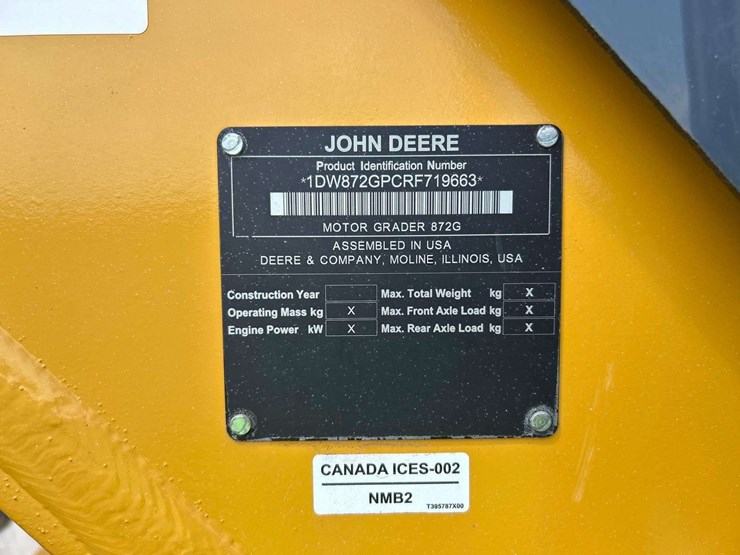 JOHN DEERE
Product Identification Number
*1DW872GPCRF719663*
MOTOR GRADER 872G
ASSEMBLED IN USA
DEERE & COMPANY, MOLINE, ILLINOIS, USA
Construction Year Max. Total Weight kg X
Operating Mass kg X Max. Front Axle Load kg X
Engine Power kW X Max. Rear Axle Load kg X
CANADA ICES-002
NMB2
T395787X00